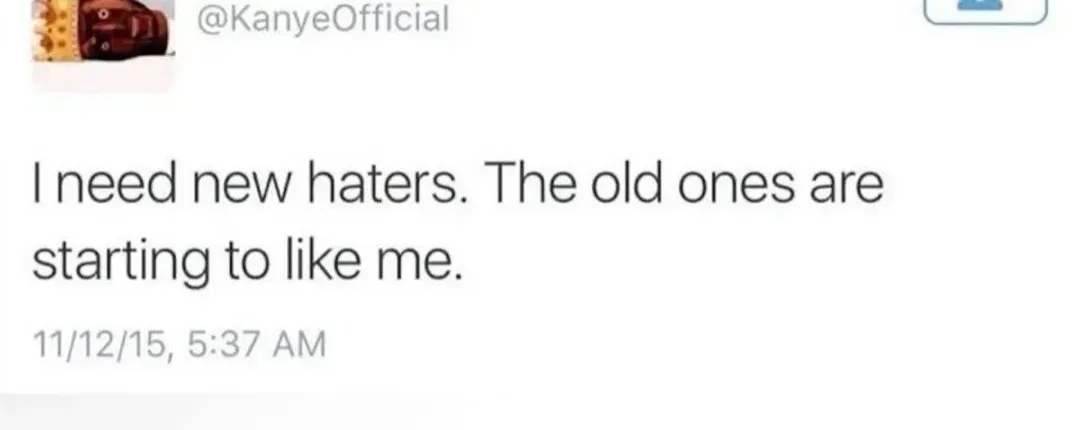 @KanyeOfficial
I need new haters. The old ones are
starting to like me.
11/12/15, 5:37 AM